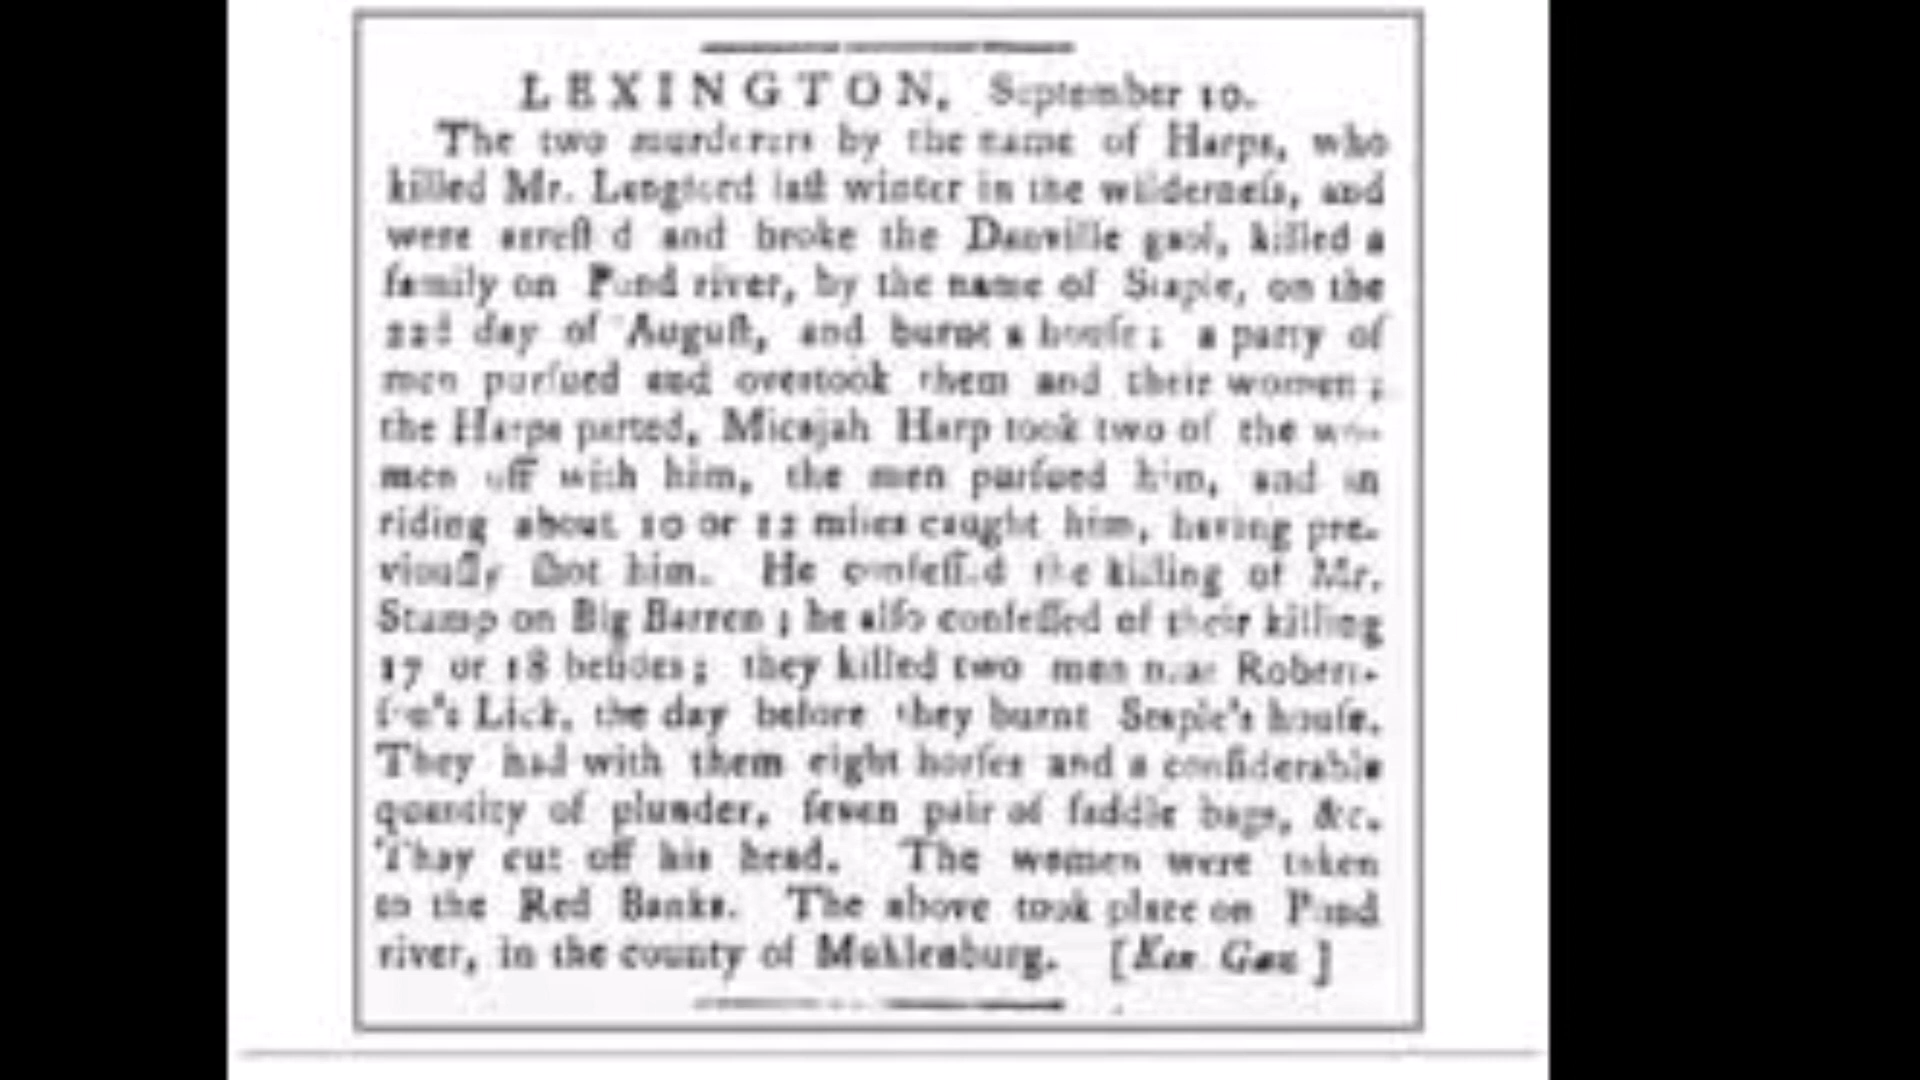 LEXINGTON, September 10.
The two murderers by the name of Harps, who
killed Mr. Langford laſt winter in the wilderneſs, and
were arreſt d and broke the Danville gaol, killed a
family on Pond river, by the name of Staple, on the
22d day of Auguſt, and burnt a houſe; a party of
men purſued and overtook them and their women;
the Harps parted, Micajah Harp took two of the wo-
men off with him, the men purſued him, and in
riding about 10 or 12 miles caught him, having pre-
viouſly ſhot him. He confeſſed the killing of Mr.
Stump on Big Barren; he alſo confeſſed of their killing
17 or 18 beſides; they killed two men near Robert-
ſon's Lick, the day before they burnt Staple's houſe.
They had with them eight horſes and a conſiderable
quantity of plunder, ſeven pair of ſaddle bags, &c.
They cut off his head. The women were taken
to the Red Banks. The above took place on Pond
river, in the county of Muhlenburg. [Ken. Gaz.]